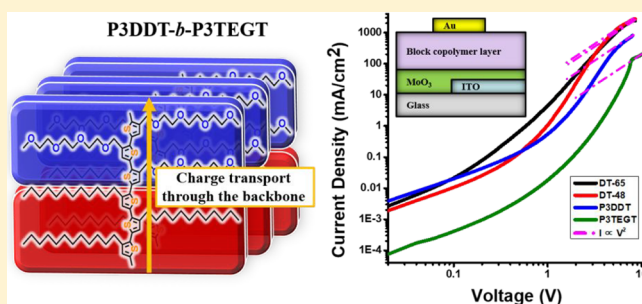 P3DDT-b-P3TEGT
Charge transport
through the backbone
Current Density (mA/cm²)
1000
100
10
1
0.1
0.01
1E-3
1E-4
Au
Block copolymer layer
MoO₃
ITO
Glass
DT-65
DT-48
P3DDT
P3TEGT
I ∝ V²
0.1
1
10
Voltage (V)